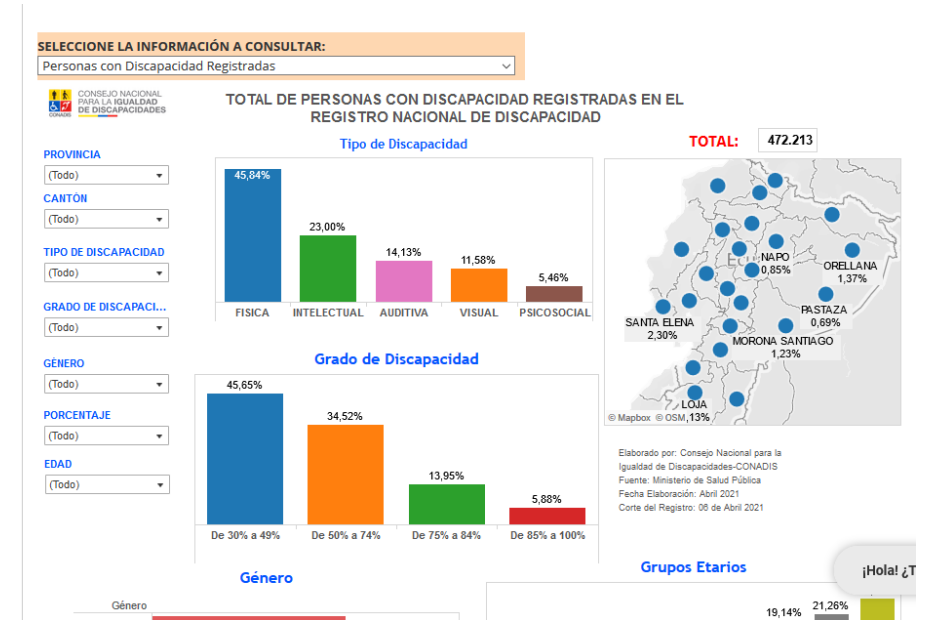 SELECCIONE LA INFORMACIÓN A CONSULTAR:
Personas con Discapacidad Registradas
CONADIS
CONSEJO NACIONAL
PARA LA IGUALDAD
DE DISCAPACIDADES
TOTAL DE PERSONAS CON DISCAPACIDAD REGISTRADAS EN EL
REGISTRO NACIONAL DE DISCAPACIDAD
TOTAL: 472.213
PROVINCIA
(Todo)
CANTÓN
(Todo)
TIPO DE DISCAPACIDAD
(Todo)
GRADO DE DISCAPACI...
(Todo)
GÉNERO
(Todo)
PORCENTAJE
(Todo)
EDAD
(Todo)
Tipo de Discapacidad
45,84%
23,00%
14,13%
11,58%
5,46%
FISICA INTELECTUAL AUDITIVA VISUAL PSICOSOCIAL
Grado de Discapacidad
45,65%
34,52%
13,95%
5,88%
De 30% a 49% De 50% a 74% De 75% a 84% De 85% a 100%
NAPO
0,85%
ORELLANA
1,37%
PASTAZA
0,69%
SANTA ELENA
2,30%
MORONA SANTIAGO
1,23%
LOJA
,13%
© Mapbox © OSM
Elaborado por: Consejo Nacional para la
Igualdad de Discapacidades-CONADIS
Fuente: Ministerio de Salud Pública
Fecha Elaboración: Abril 2021
Corte del Registro: 06 de Abril 2021
Género
Género
Grupos Etarios
19,14%
21,26%
¡Hola! ¿T